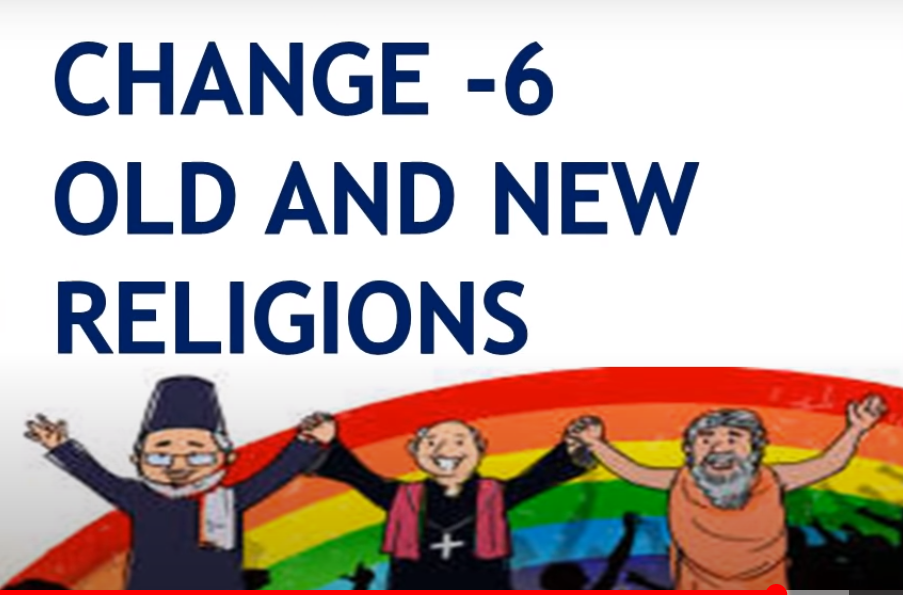 CHANGE -6
OLD AND NEW
RELIGIONS